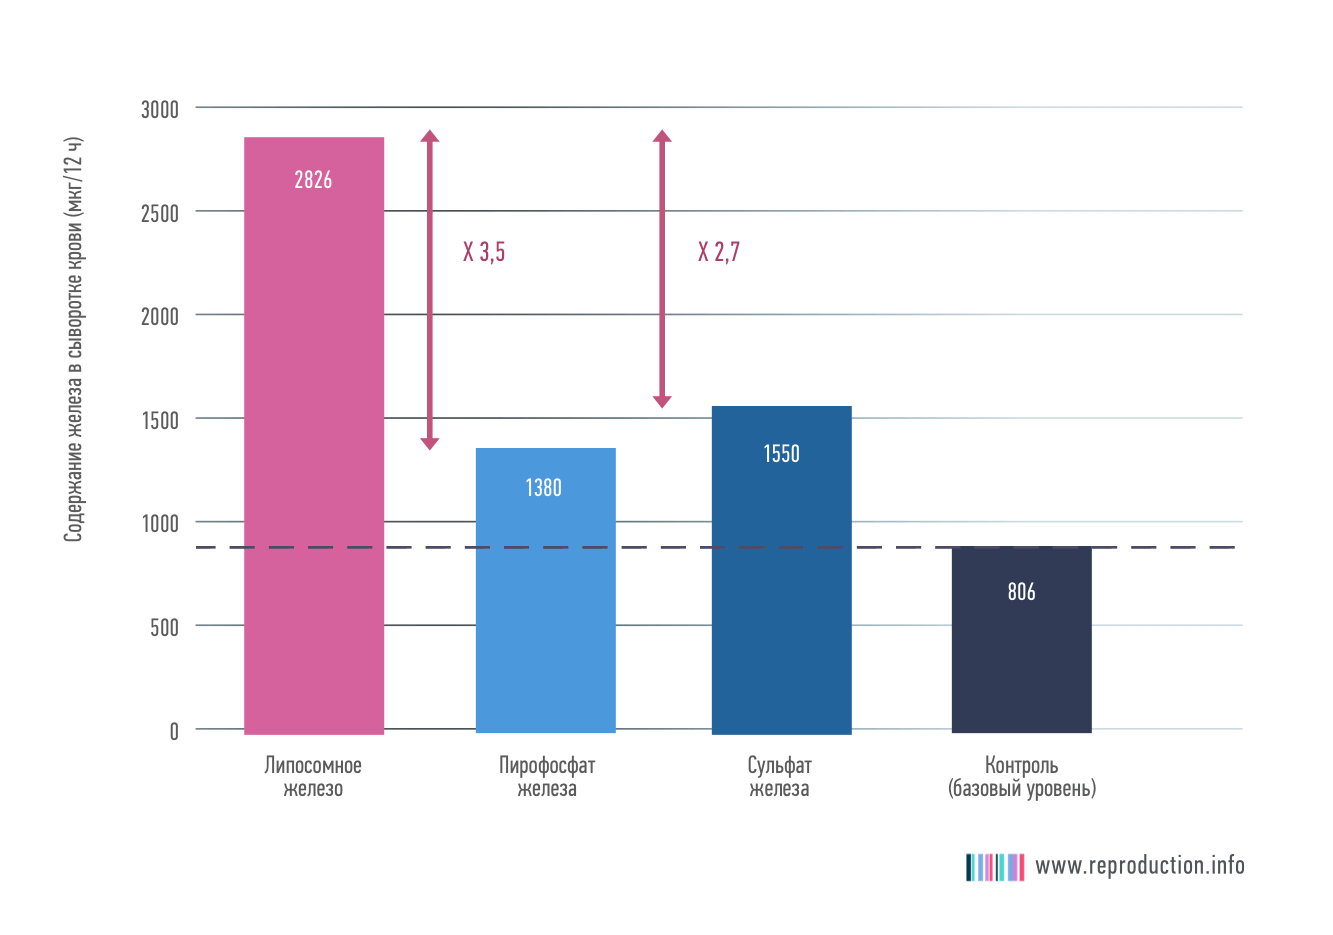 Содержание железа в сыворотке крови (мкг/12 ч)
3000
2500
2000
1500
1000
500
0
2826
X 3,5
1380
X 2,7
1550
806
Липосомное
железо
Пирофосфат
железа
Сульфат
железа
Контроль
(базовый уровень)
www.reproduction.info